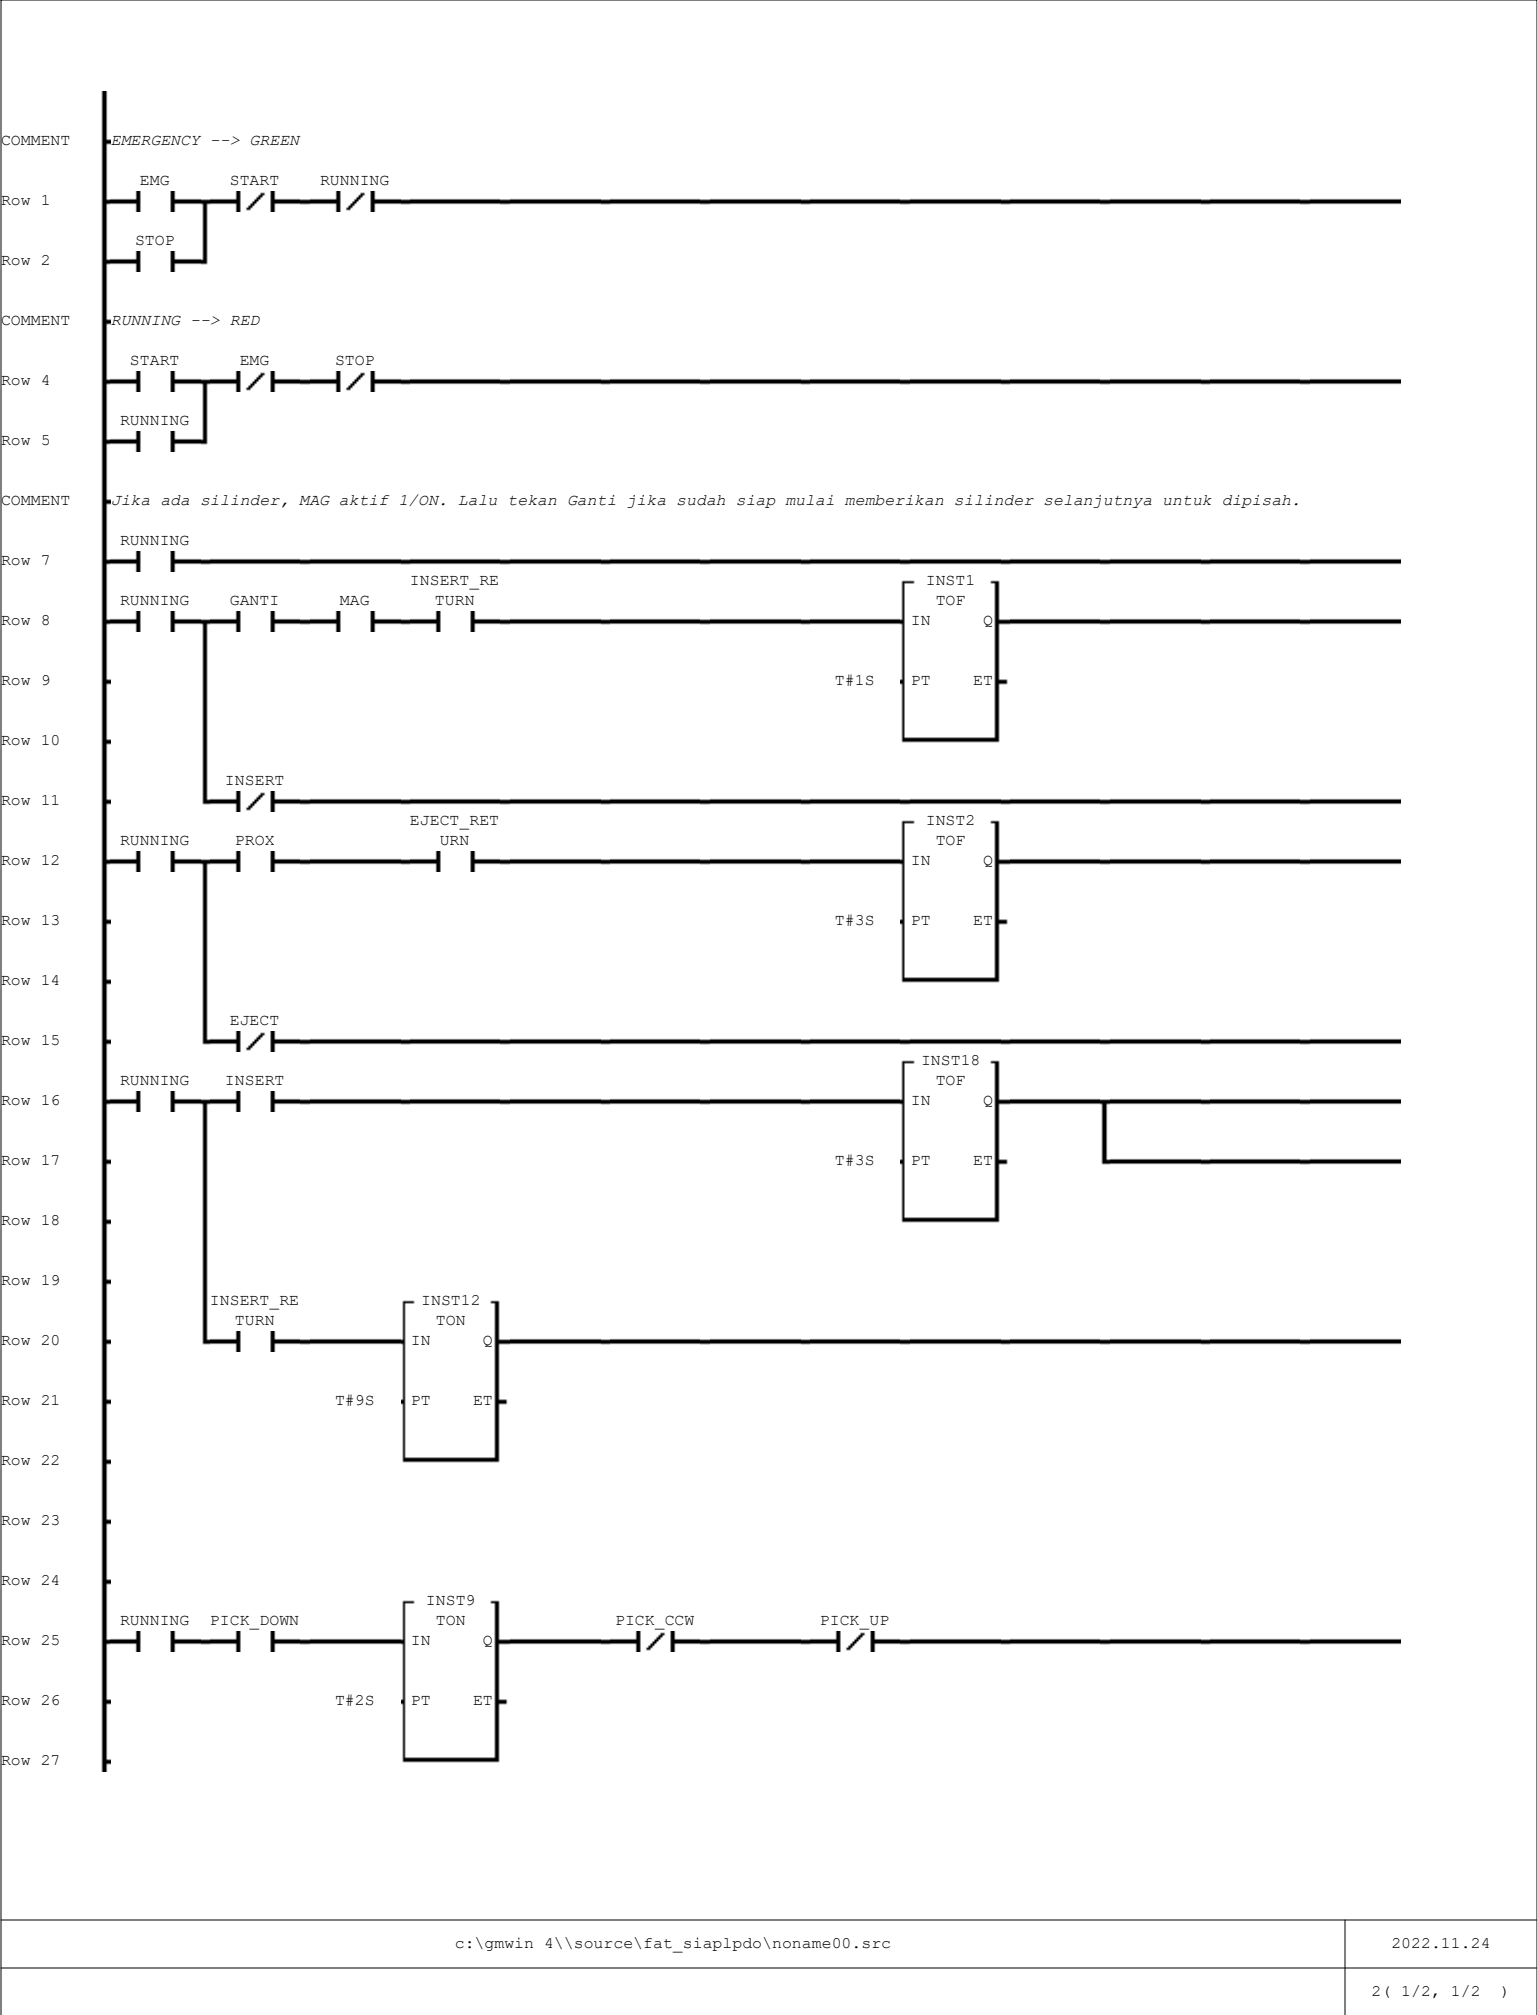 COMMENT EMERGENCY --> GREEN
EMG START RUNNING
Row 1
STOP
Row 2
COMMENT RUNNING --> RED
START EMG STOP
Row 4
RUNNING
Row 5
COMMENT Jika ada silinder, MAG aktif 1/ON. Lalu tekan Ganti jika sudah siap mulai memberikan silinder selanjutnya untuk dipisah.
RUNNING
Row 7
INSERT_RE INST1
RUNNING GANTI MAG TURN TOF
Row 8 IN Q
Row 9 T#1S PT ET
Row 10
INSERT
Row 11
EJECT_RET INST2
RUNNING PROX URN TOF
Row 12 IN Q
Row 13 T#3S PT ET
Row 14
EJECT
Row 15
INST18
RUNNING INSERT TOF
Row 16 IN Q
Row 17 T#3S PT ET
Row 18
Row 19
INSERT_RE INST12
TURN TON
Row 20 IN Q
Row 21 T#9S PT ET
Row 22
Row 23
Row 24
INST9
RUNNING PICK_DOWN TON PICK_CCW PICK_UP
Row 25 IN Q
Row 26 T#2S PT ET
Row 27
c:\gmwin 4\\source\fat_siaplpdo\noname00.src 2022.11.24
2( 1/2, 1/2 )